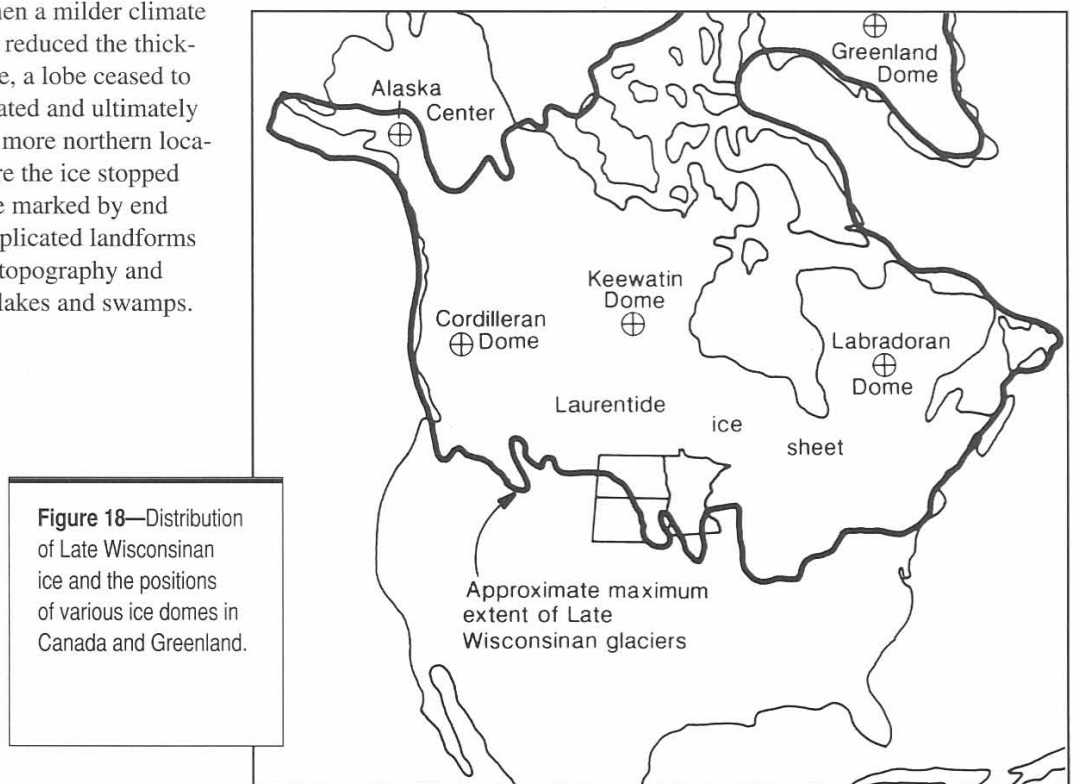 hen a milder climate
reduced the thick-
e, a lobe ceased to
ated and ultimately
more northern loca-
re the ice stopped
e marked by end
plicated landforms
topography and
lakes and swamps.
Greenland
Dome
Alaska
Center
Keewatin
Dome
Cordilleran
Dome
Labradoran
Dome
Laurentide
ice
sheet
Approximate maximum
extent of Late
Wisconsinan glaciers
Figure 18—Distribution
of Late Wisconsinan
ice and the positions
of various ice domes in
Canada and Greenland.